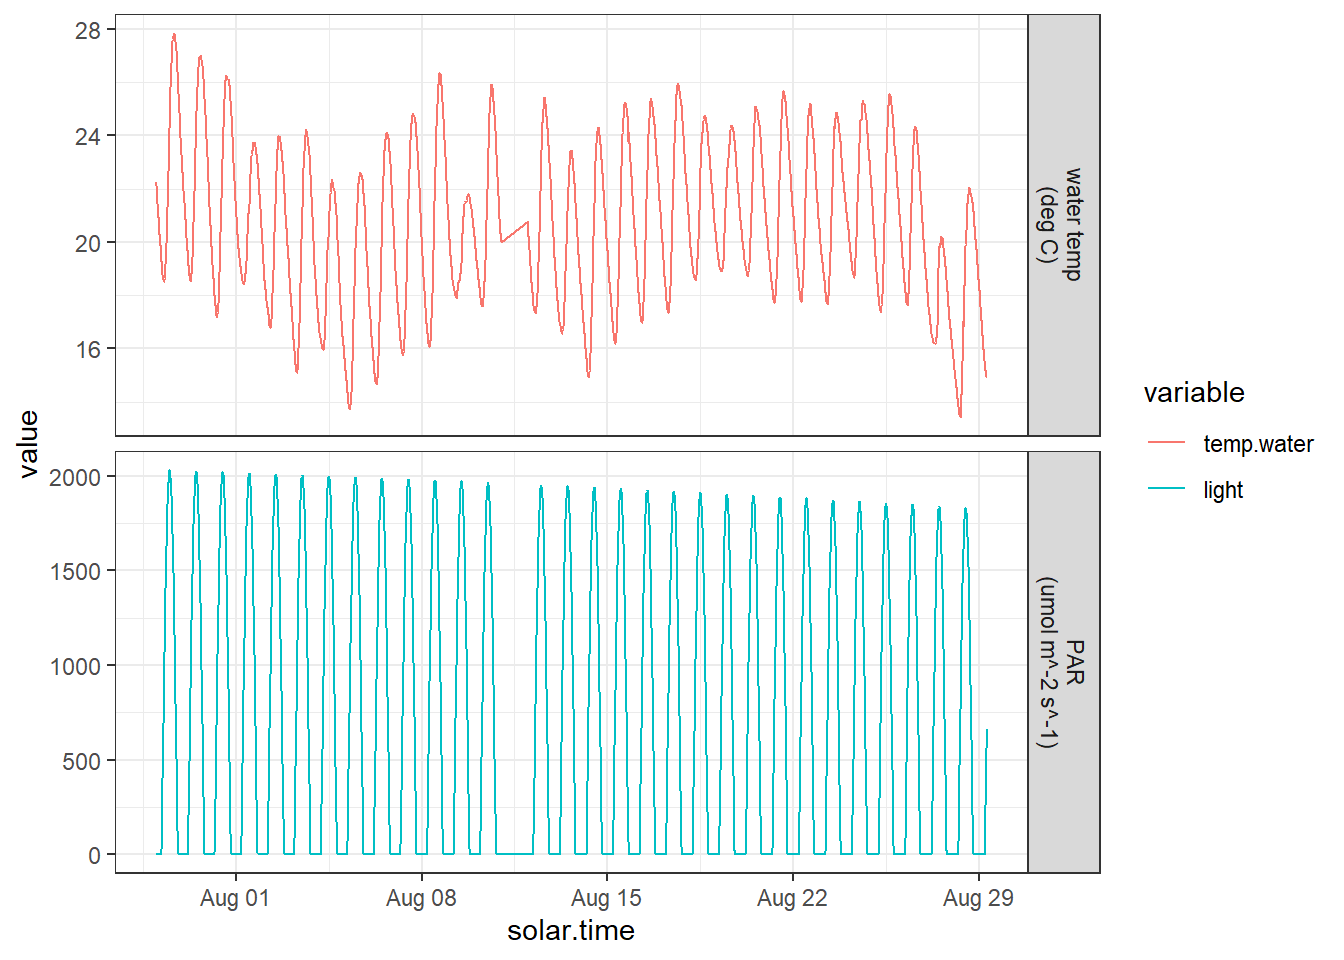 28
24
20
16
water temp
(deg C)
value
2000
1500
1000
500
0
PAR
(umol m^-2 s^-1)
Aug 01
Aug 08
Aug 15
Aug 22
Aug 29
solar.time
variable
temp.water
light